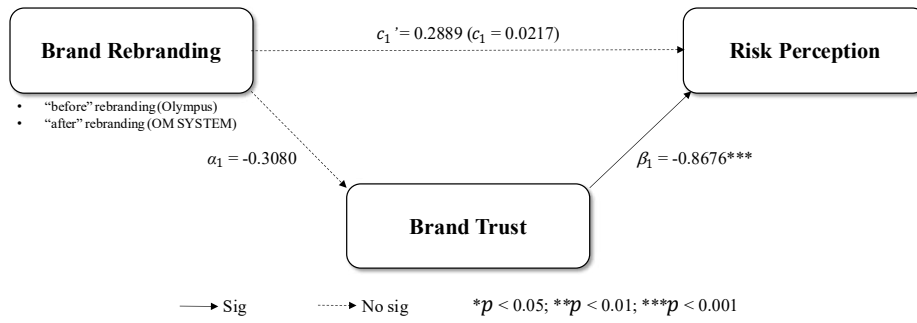 c₁’= 0.2889 (c₁ = 0.0217)
Brand Rebranding
Risk Perception
• “before” rebranding (Olympus)
• “after” rebranding (OM SYSTEM)
α₁ = -0.3080
β₁ = -0.8676***
Brand Trust
Sig
No sig
*p < 0.05; **p < 0.01; ***p < 0.001